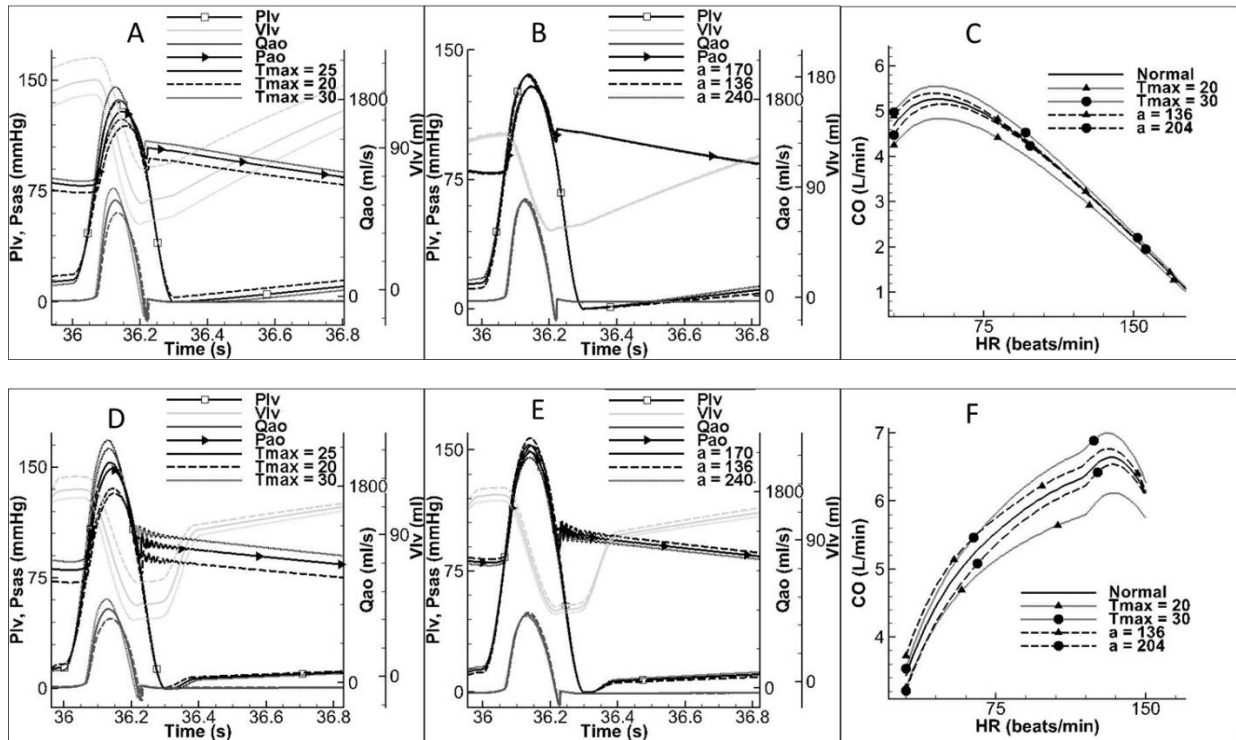 A
Plv
Vlv
Qao
Pao
Tmax = 25
Tmax = 20
Tmax = 30
Plv, Psas (mmHg)
150
75
0
1800
0
Qao (ml/s)
90
0
Vlv (ml)
36 36.2 36.4 36.6 36.8
Time (s)
B
Plv
Vlv
Qao
Pao
a = 170
a = 136
a = 240
Plv, Psas (mmHg)
150
75
0
1800
0
Qao (ml/s)
180
90
0
Vlv (ml)
36 36.2 36.4 36.6 36.8
Time (s)
C
Normal
Tmax = 20
Tmax = 30
a = 136
a = 204
CO (L/min)
6
5
4
3
2
1
75 150
HR (beats/min)
D
Plv
Vlv
Qao
Pao
Tmax = 25
Tmax = 20
Tmax = 30
Plv, Psas (mmHg)
150
75
0
1800
0
Qao (ml/s)
90
0
Vlv (ml)
36 36.2 36.4 36.6 36.8
Time (s)
E
Plv
Vlv
Qao
Pao
a = 170
a = 136
a = 240
Plv, Psas (mmHg)
150
75
0
1800
0
Qao (ml/s)
90
0
Vlv (ml)
36 36.2 36.4 36.6 36.8
Time (s)
F
Normal
Tmax = 20
Tmax = 30
a = 136
a = 204
CO (L/min)
7
6
5
4
75 150
HR (beats/min)